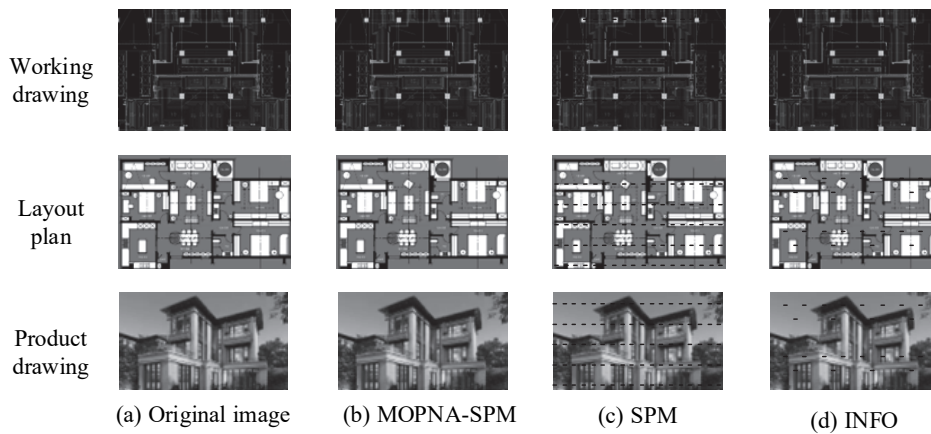 Working
drawing
Layout
plan
Product
drawing
(a) Original image
(b) MOPNA-SPM
(c) SPM
(d) INFO